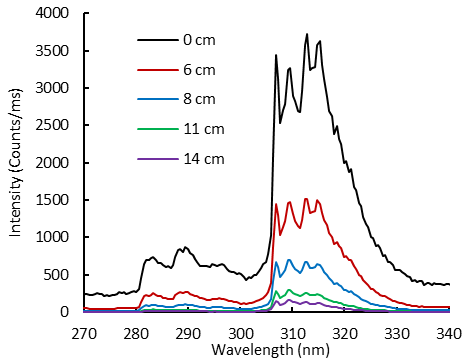 4000
3500
3000
2500
2000
1500
1000
500
0
Intensity (Counts/ms)
0 cm
6 cm
8 cm
11 cm
14 cm
270 280 290 300 310 320 330 340
Wavelength (nm)